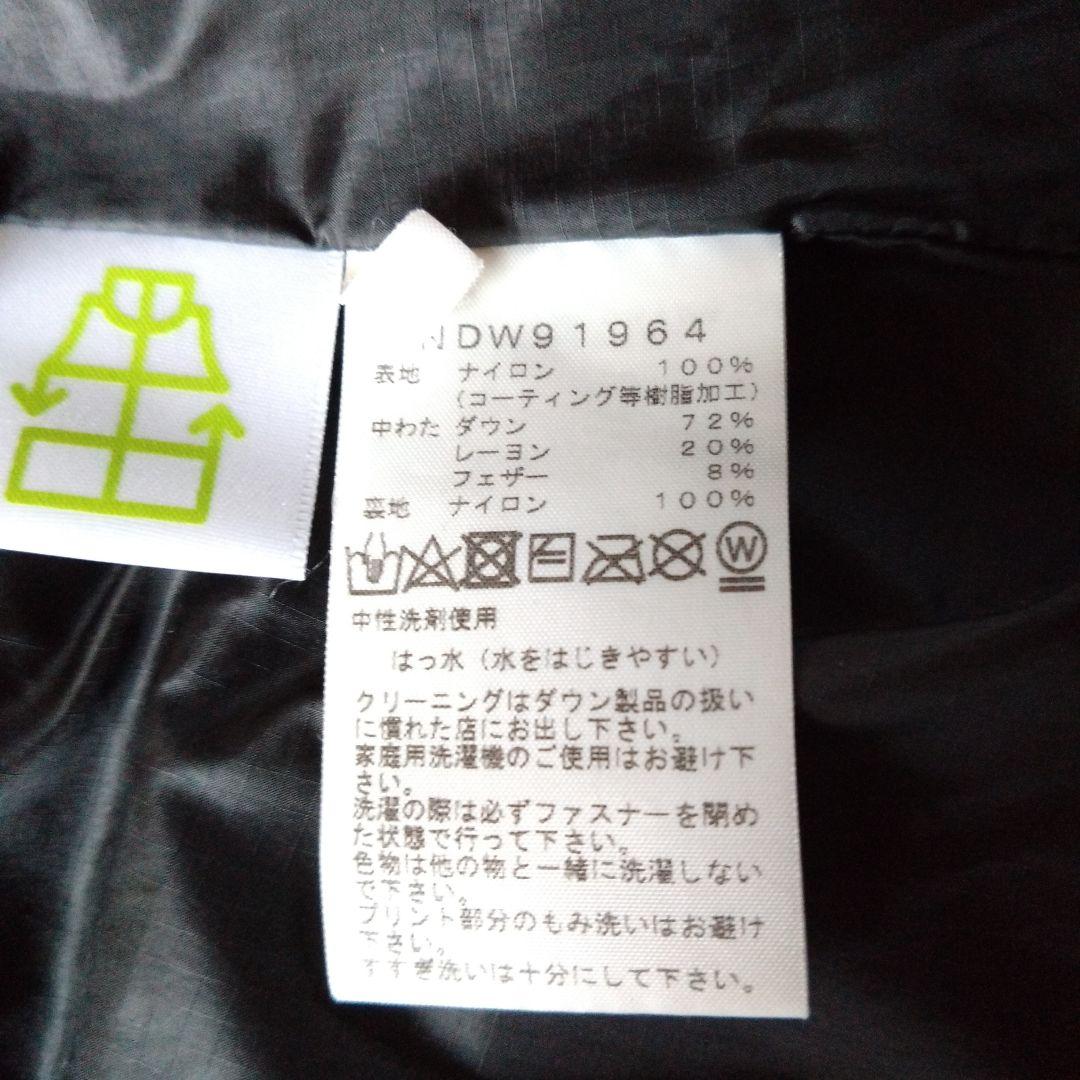 NDW91964
表地 ナイロン 100%
(コーティング等樹脂加工)
中わた ダウン 72%
レーヨン 20%
フェザー 8%
裏地 ナイロン 100%
W
中性洗剤使用
はっ水(水をはじきやすい)
クリーニングはダウン製品の扱い
に慣れた店にお出し下さい。
家庭用洗濯機のご使用はお避け下
さい。
洗濯の際は必ずファスナーを閉め
た状態で行って下さい。
色物は他の物と一緒に洗濯しない
で下さい。
プリント部分のもみ洗いはお避け
下さい。
すすぎ洗いは十分にして下さい。